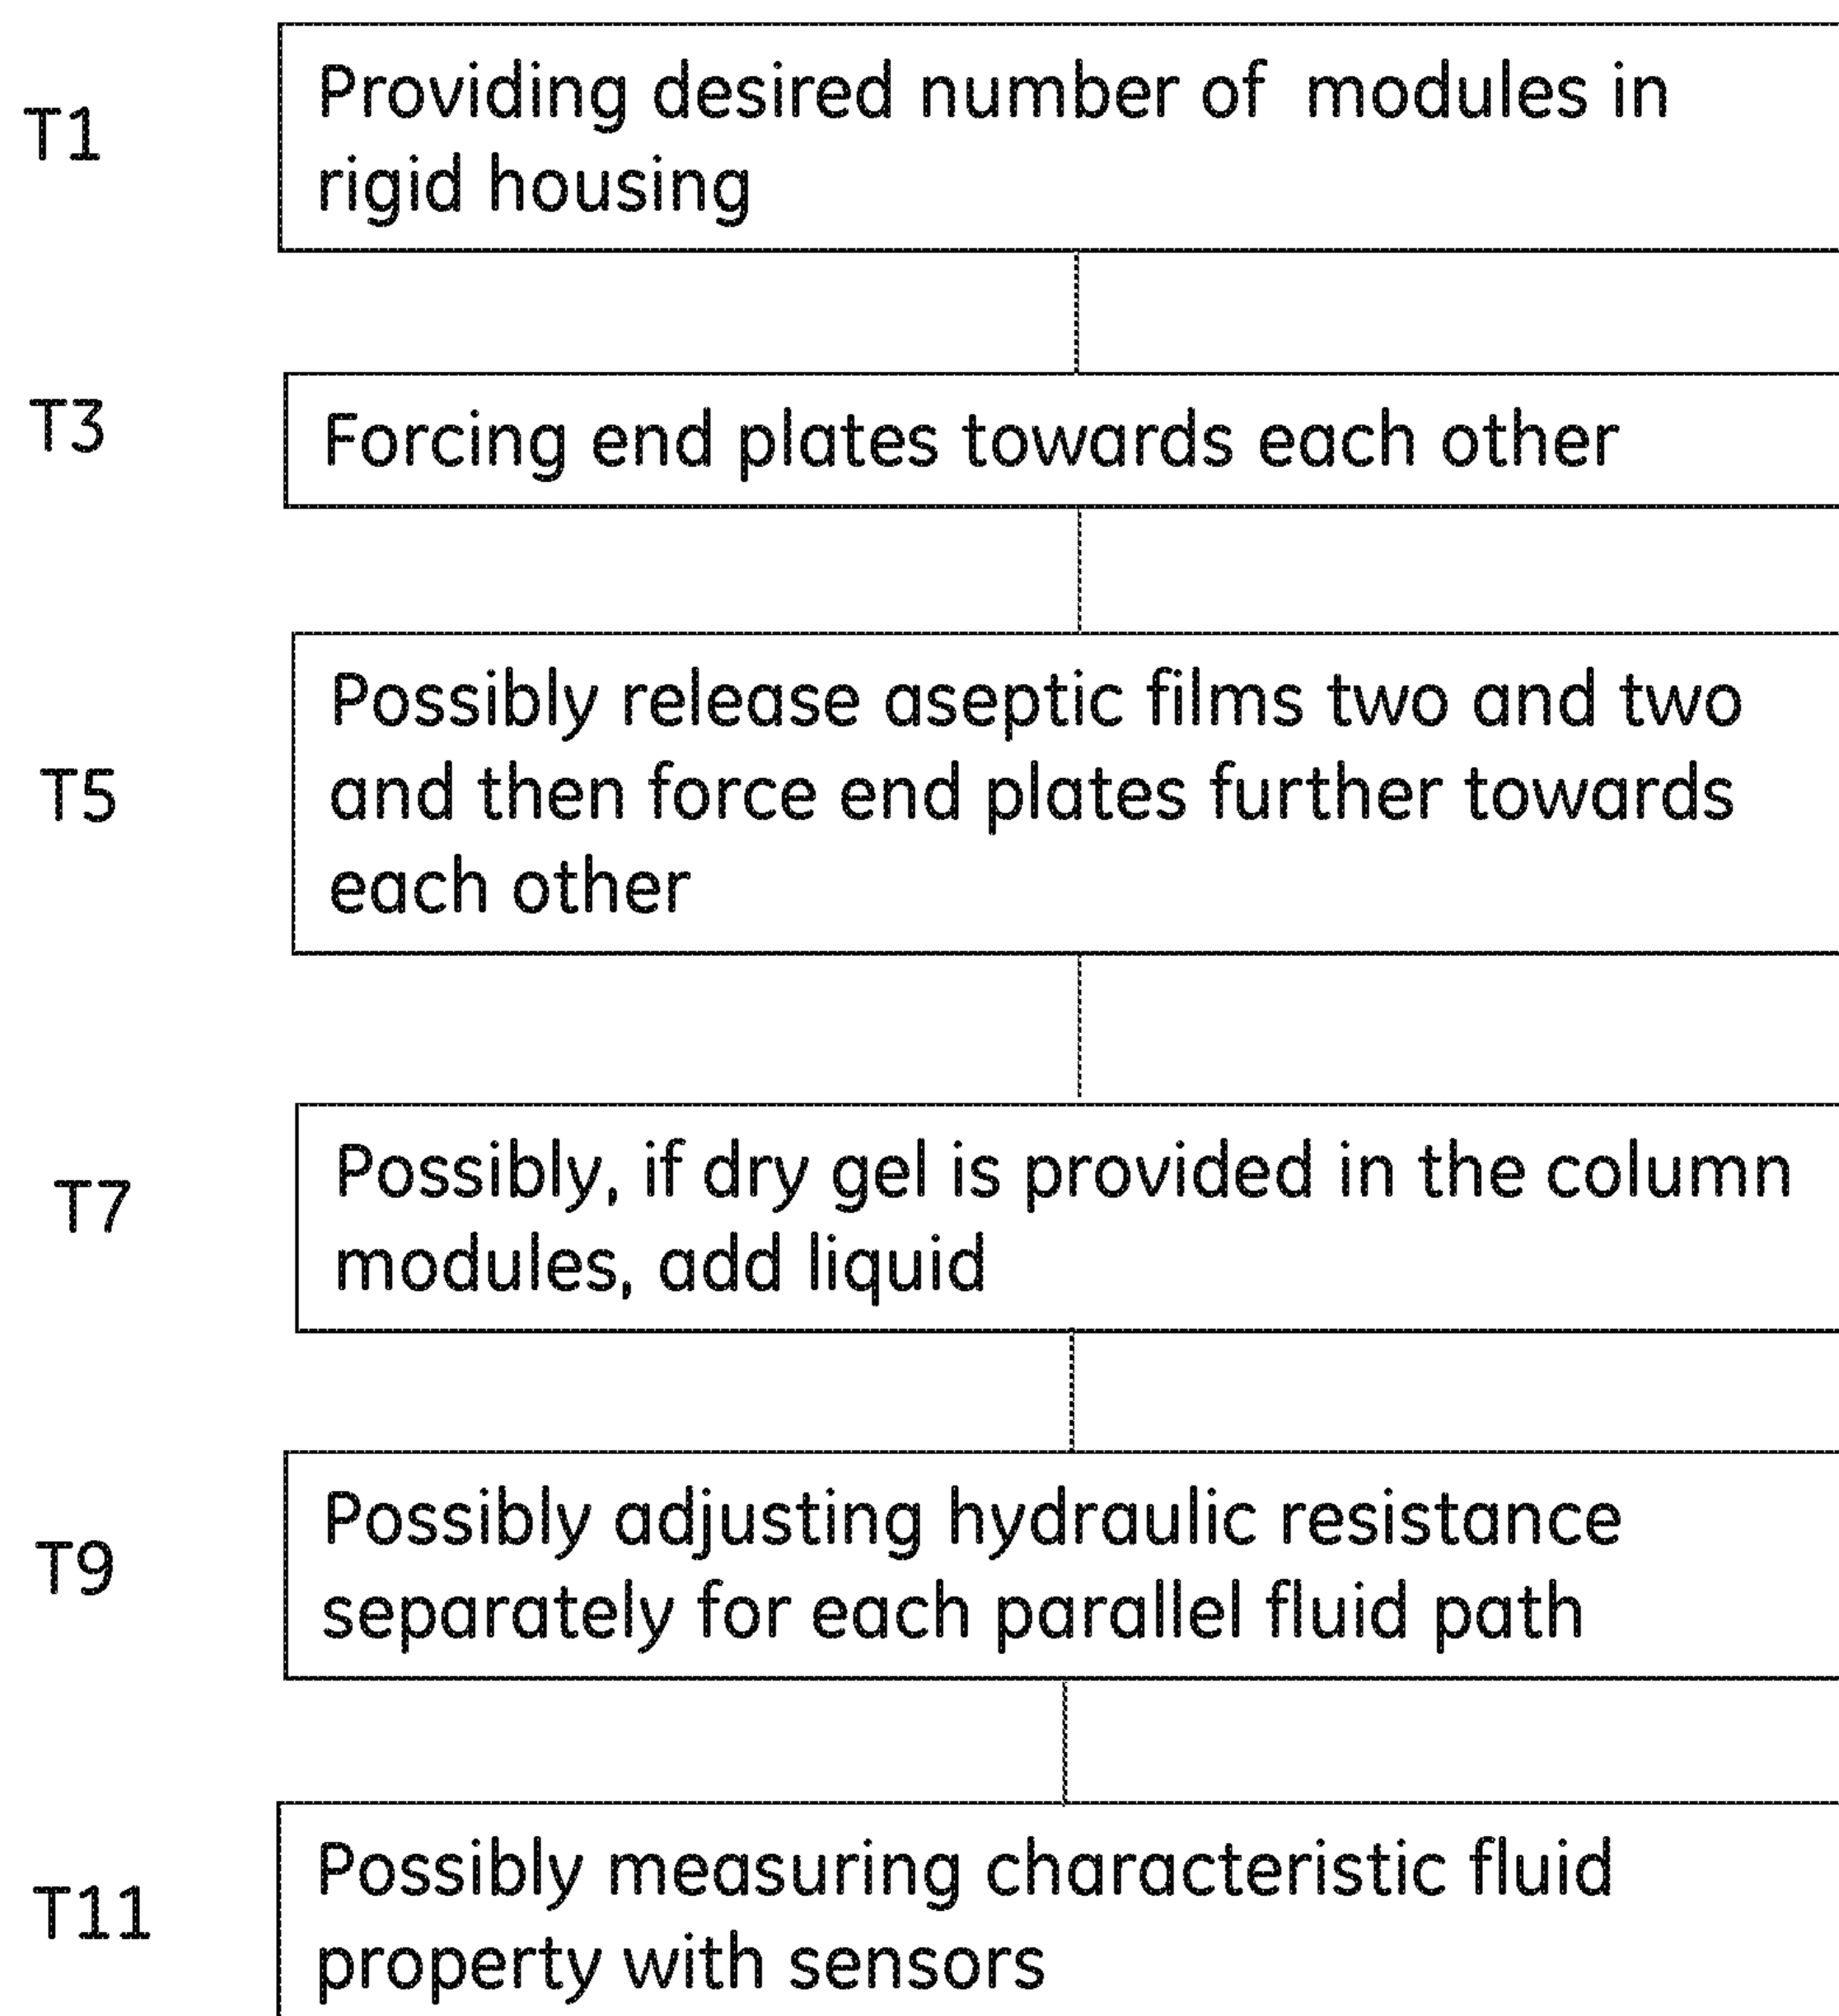 T1
Providing desired number of modules in
rigid housing
T3
Forcing end plates towards each other
T5
Possibly release aseptic films two and two
and then force end plates further towards
each other
T7
Possibly, if dry gel is provided in the column
modules, add liquid
T9
Possibly adjusting hydraulic resistance
separately for each parallel fluid path
T11
Possibly measuring characteristic fluid
property with sensors